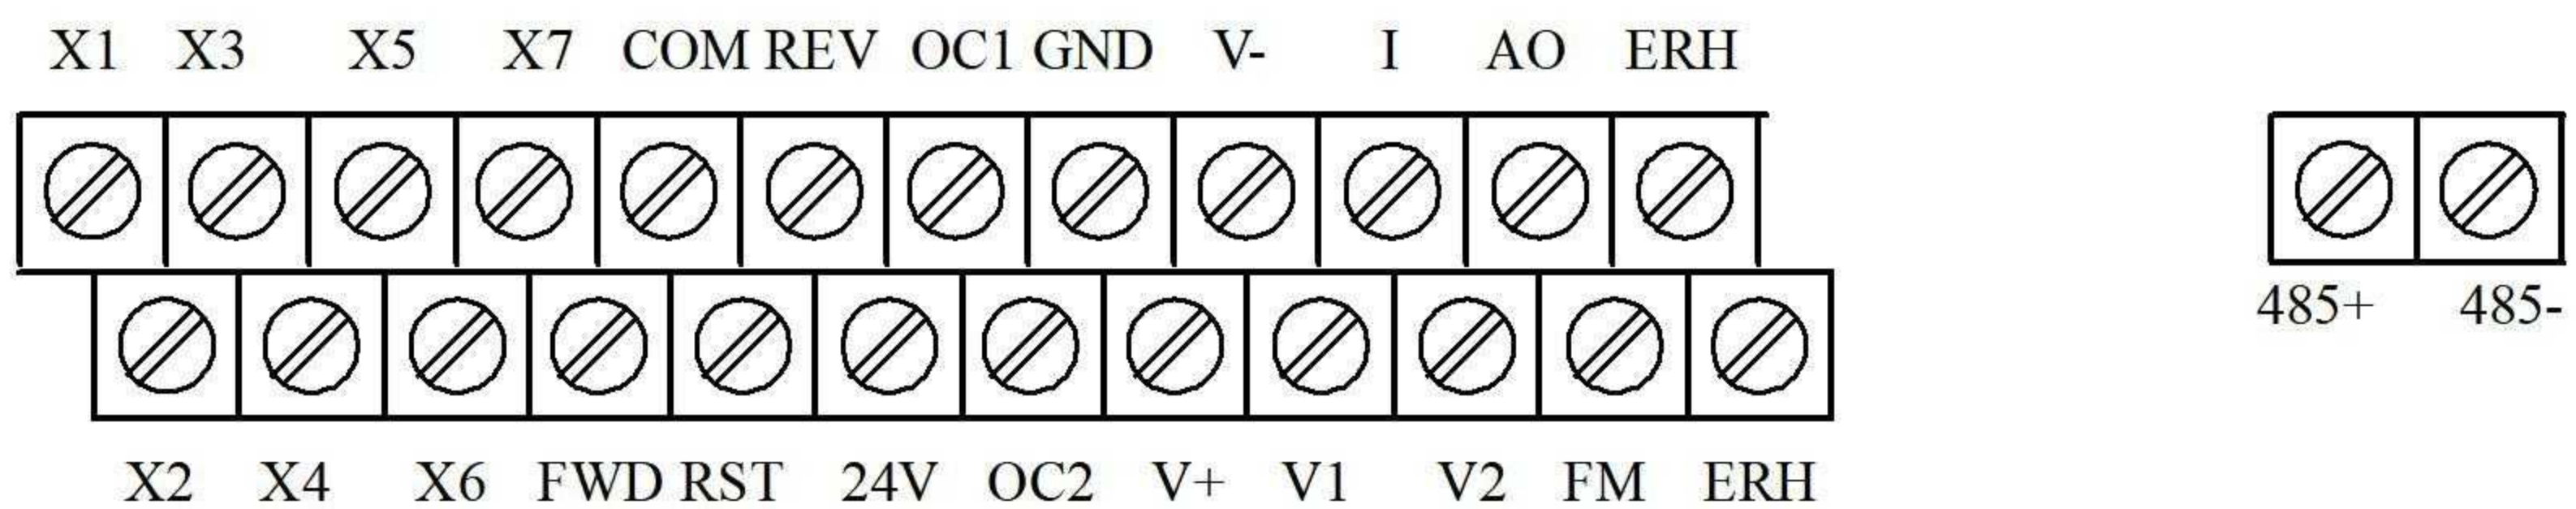 X1 X3 X5 X7 COM REV OC1 GND V- I AO ERH
485+ 485-
X2 X4 X6 FWD RST 24V OC2 V+ V1 V2 FM ERH